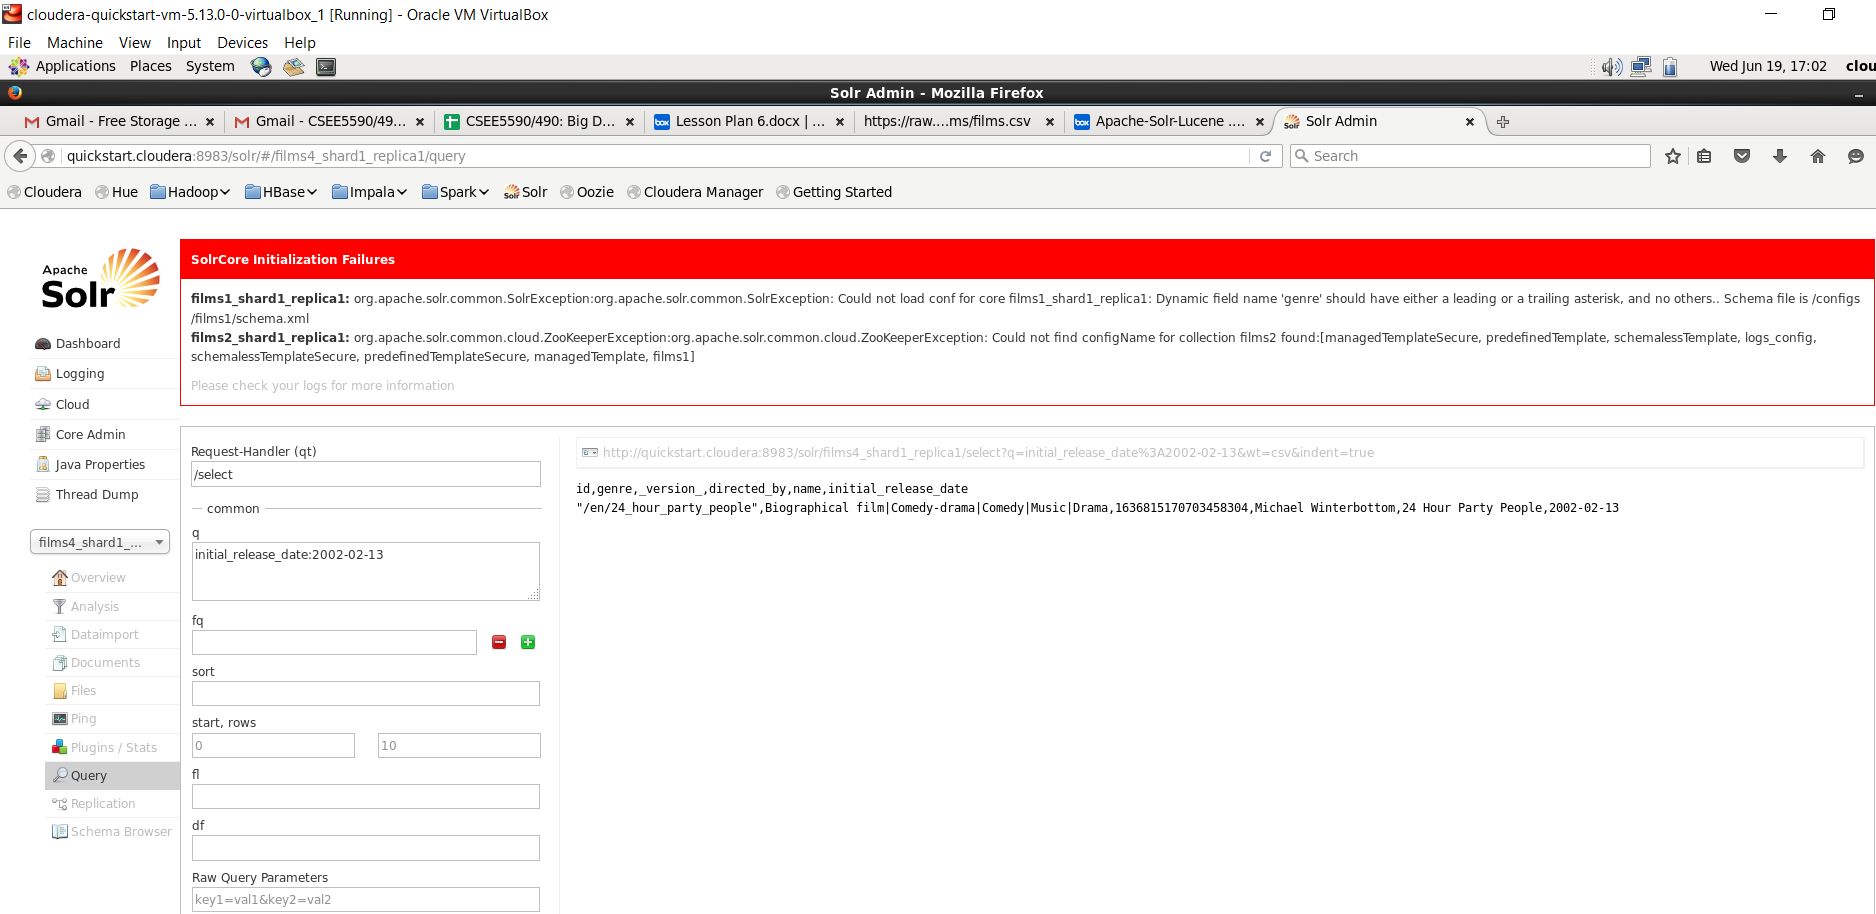 cloudera-quickstart-vm-5.13.0-0-virtualbox_1 [Running] - Oracle VM VirtualBox
File Machine View Input Devices Help
Applications Places System Wed Jun 19, 17:02 clou
Solr Admin - Mozilla Firefox
Gmail - Free Storage ... Gmail - CSEE5590/49... CSEE5590/490: Big D... Lesson Plan 6.docx | ... https://raw....ms/films.csv Apache-Solr-Lucene .... Solr Admin
quickstart.cloudera:8983/solr/#/films4_shard1_replica1/query Search
Cloudera Hue Hadoop HBase Impala Spark Solr Oozie Cloudera Manager Getting Started
Apache
Solr
SolrCore Initialization Failures
films1_shard1_replica1: org.apache.solr.common.SolrException:org.apache.solr.common.SolrException: Could not load conf for core films1_shard1_replica1: Dynamic field name 'genre' should have either a leading or a trailing asterisk, and no others.. Schema file is /configs
/films1/schema.xml
films2_shard1_replica1: org.apache.solr.common.cloud.ZooKeeperException:org.apache.solr.common.cloud.ZooKeeperException: Could not find configName for collection films2 found:[managedTemplateSecure, predefinedTemplate, schemalessTemplate, logs_config,
schemalessTemplateSecure, predefinedTemplateSecure, managedTemplate, films1]
Please check your logs for more information
Dashboard
Logging
Cloud
Core Admin
Java Properties
Thread Dump
films4_shard1_...
Overview
Analysis
Dataimport
Documents
Files
Ping
Plugins / Stats
Query
Replication
Schema Browser
Request-Handler (qt)
/select
common
q
initial_release_date:2002-02-13
fq
sort
start, rows
0 10
fl
df
Raw Query Parameters
key1=val1&key2=val2
http://quickstart.cloudera:8983/solr/films4_shard1_replica1/select?q=initial_release_date%3A2002-02-13&wt=csv&indent=true
id,genre,_version_,directed_by,name,initial_release_date
"/en/24_hour_party_people",Biographical film|Comedy-drama|Comedy|Music|Drama,1636815170703458304,Michael Winterbottom,24 Hour Party People,2002-02-13